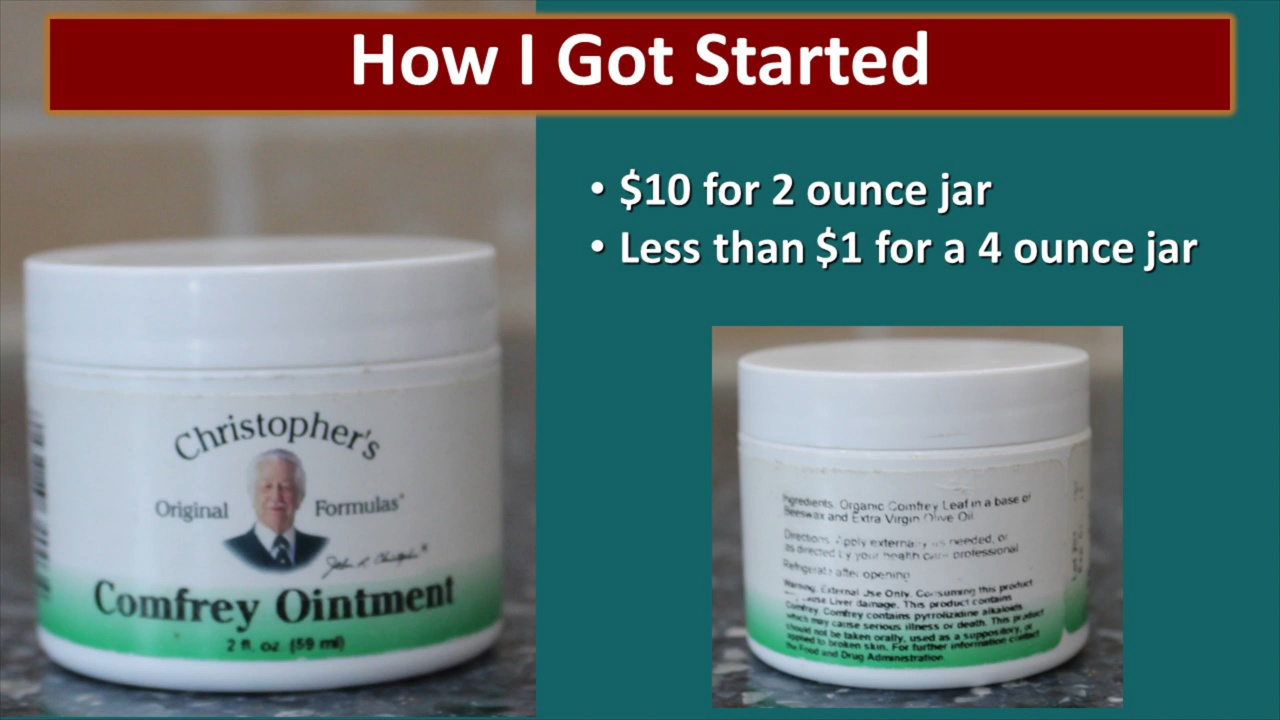 How I Got Started
• $10 for 2 ounce jar
• Less than $1 for a 4 ounce jar
Christopher's
Original Formulas
Comfrey Ointment
2 fl. oz. (59 ml)
Ingredients: Organic Comfrey Leaf in a base of
Beeswax and Extra Virgin Olive Oil
Directions: Apply externally as needed, or
as directed by your health care professional.
Refrigerate after opening
Warning: External Use Only. Consuming this product
cause Liver damage. This product contains
Comfrey. Comfrey contains pyrrolizidine alkaloids
which may cause serious illness or death. This product
should not be taken orally, used as a suppository, or
applied to broken skin. For further information contact
the Food and Drug Administration.